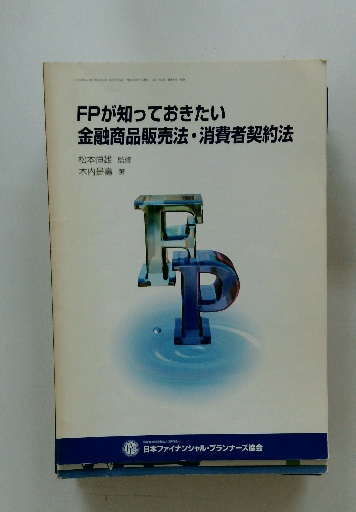 FPが知っておきたい
金融商品販売法・消費者契約法
松本恒雄 監修
木内是壽 著
FP
日本ファイナンシャル・プランナーズ協会